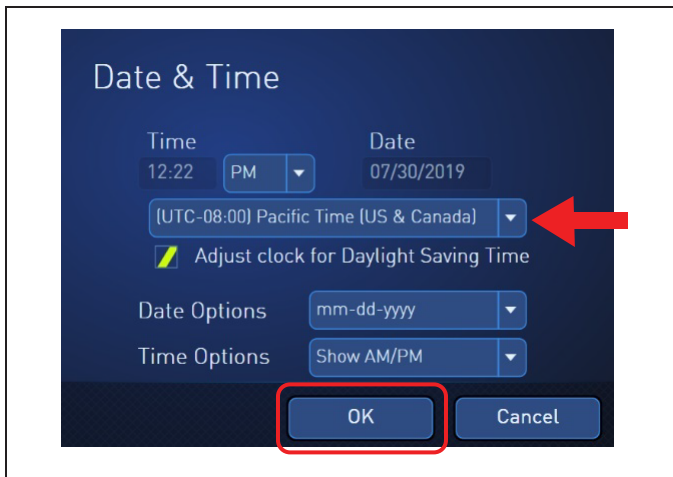 Date & Time
Time Date
12:22 PM 07/30/2019
(UTC-08:00) Pacific Time (US & Canada)
Adjust clock for Daylight Saving Time
Date Options mm-dd-yyyy
Time Options Show AM/PM
OK Cancel